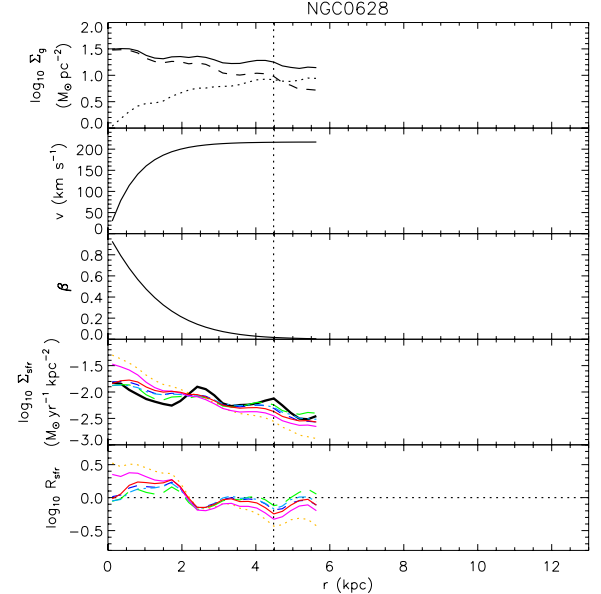 NGC0628
log₁₀ Σg
(M⊙ pc⁻²)
2.0
1.5
1.0
0.5
0.0
v (km s⁻¹)
200
150
100
50
0
β
0.8
0.6
0.4
0.2
0.0
log₁₀ Σsfr
(M⊙ yr⁻¹ kpc⁻²)
−1.5
−2.0
−2.5
−3.0
log₁₀ Rsfr
0.5
0.0
−0.5
0 2 4 6 8 10 12
r (kpc)